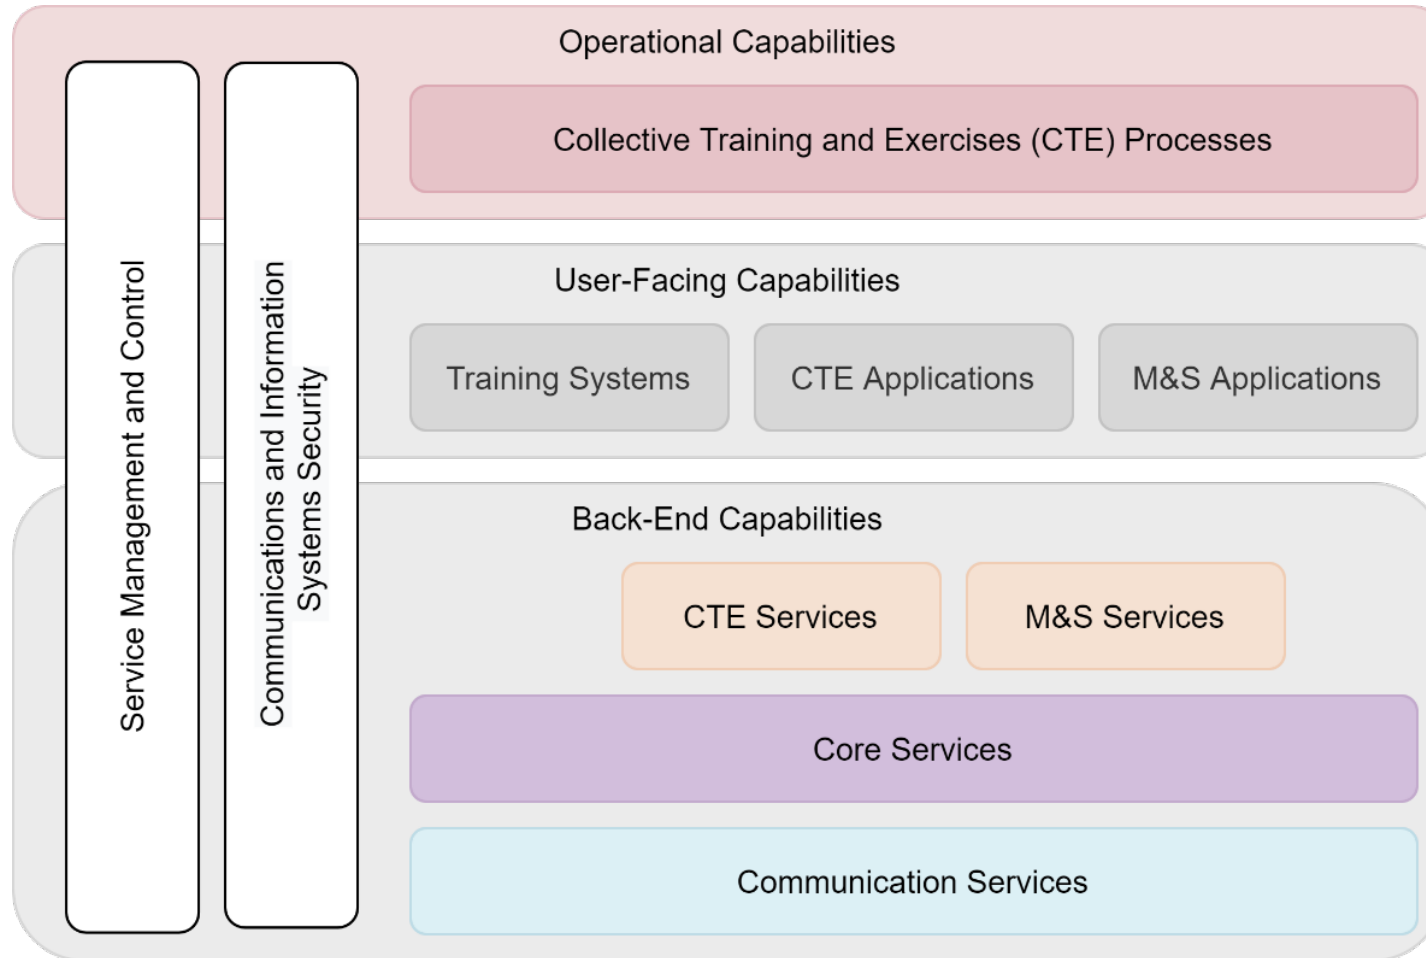 Operational Capabilities
Collective Training and Exercises (CTE) Processes
Service Management and Control
Communications and Information
Systems Security
User-Facing Capabilities
Training Systems
CTE Applications
M&S Applications
Back-End Capabilities
CTE Services
M&S Services
Core Services
Communication Services